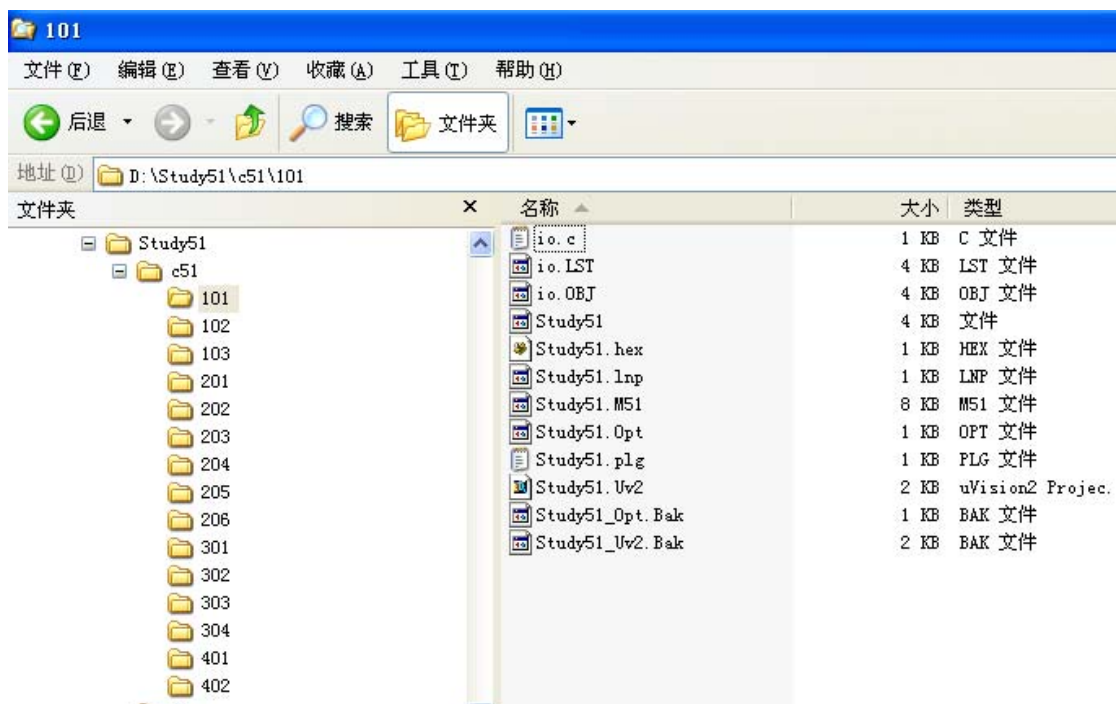 101
文件(F) 编辑(E) 查看(V) 收藏(A) 工具(T) 帮助(H)
后退 搜索 文件夹
地址(D) D:\Study51\c51\101
文件夹 × 名称 大小 类型
Study51
c51
101
102
103
201
202
203
204
205
206
301
302
303
304
401
402
io.c 1 KB C 文件
io.LST 4 KB LST 文件
io.OBJ 4 KB OBJ 文件
Study51 4 KB 文件
Study51.hex 1 KB HEX 文件
Study51.lnp 1 KB LNP 文件
Study51.M51 8 KB M51 文件
Study51.Opt 1 KB OPT 文件
Study51.plg 1 KB PLG 文件
Study51.Uv2 2 KB uVision2 Projec.
Study51_Opt.Bak 1 KB BAK 文件
Study51_Uv2.Bak 2 KB BAK 文件